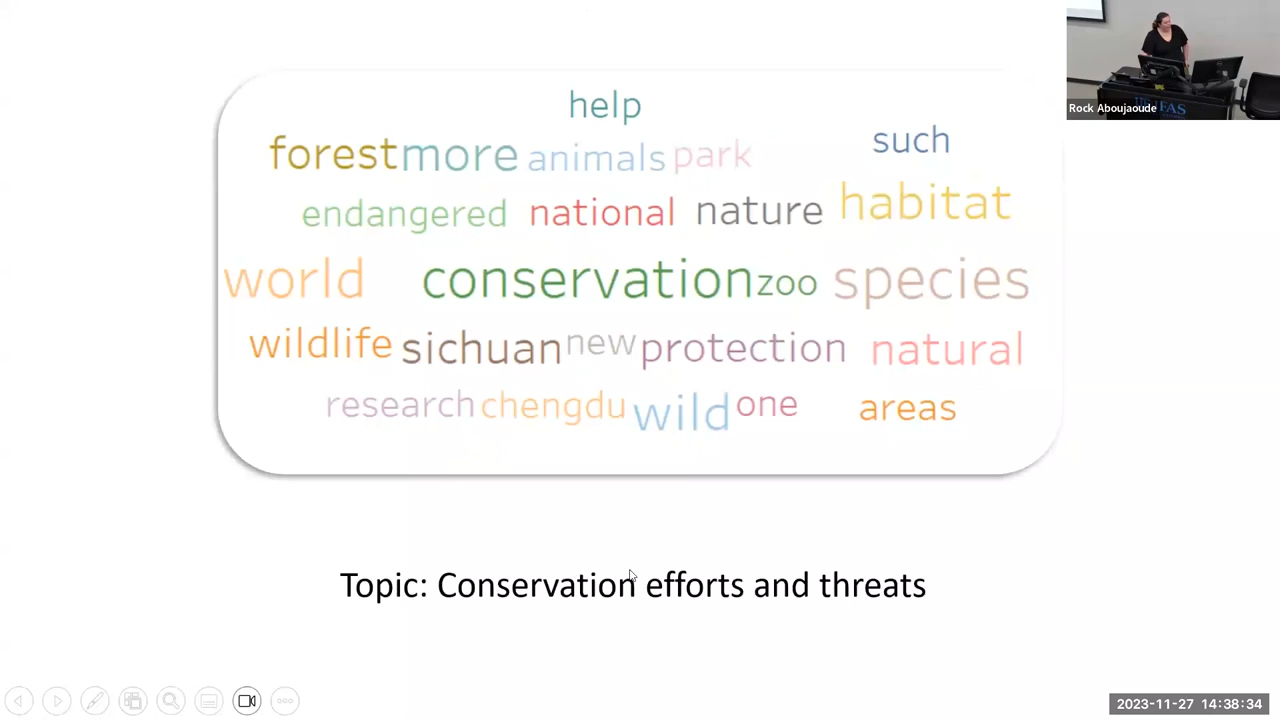 help
such
forest more animals park
endangered national nature habitat
world conservation zoo species
wildlife sichuan new protection natural
research chengdu wild one areas
Topic: Conservation efforts and threats
Rock Aboujaoude
2023-11-27 14:38:34